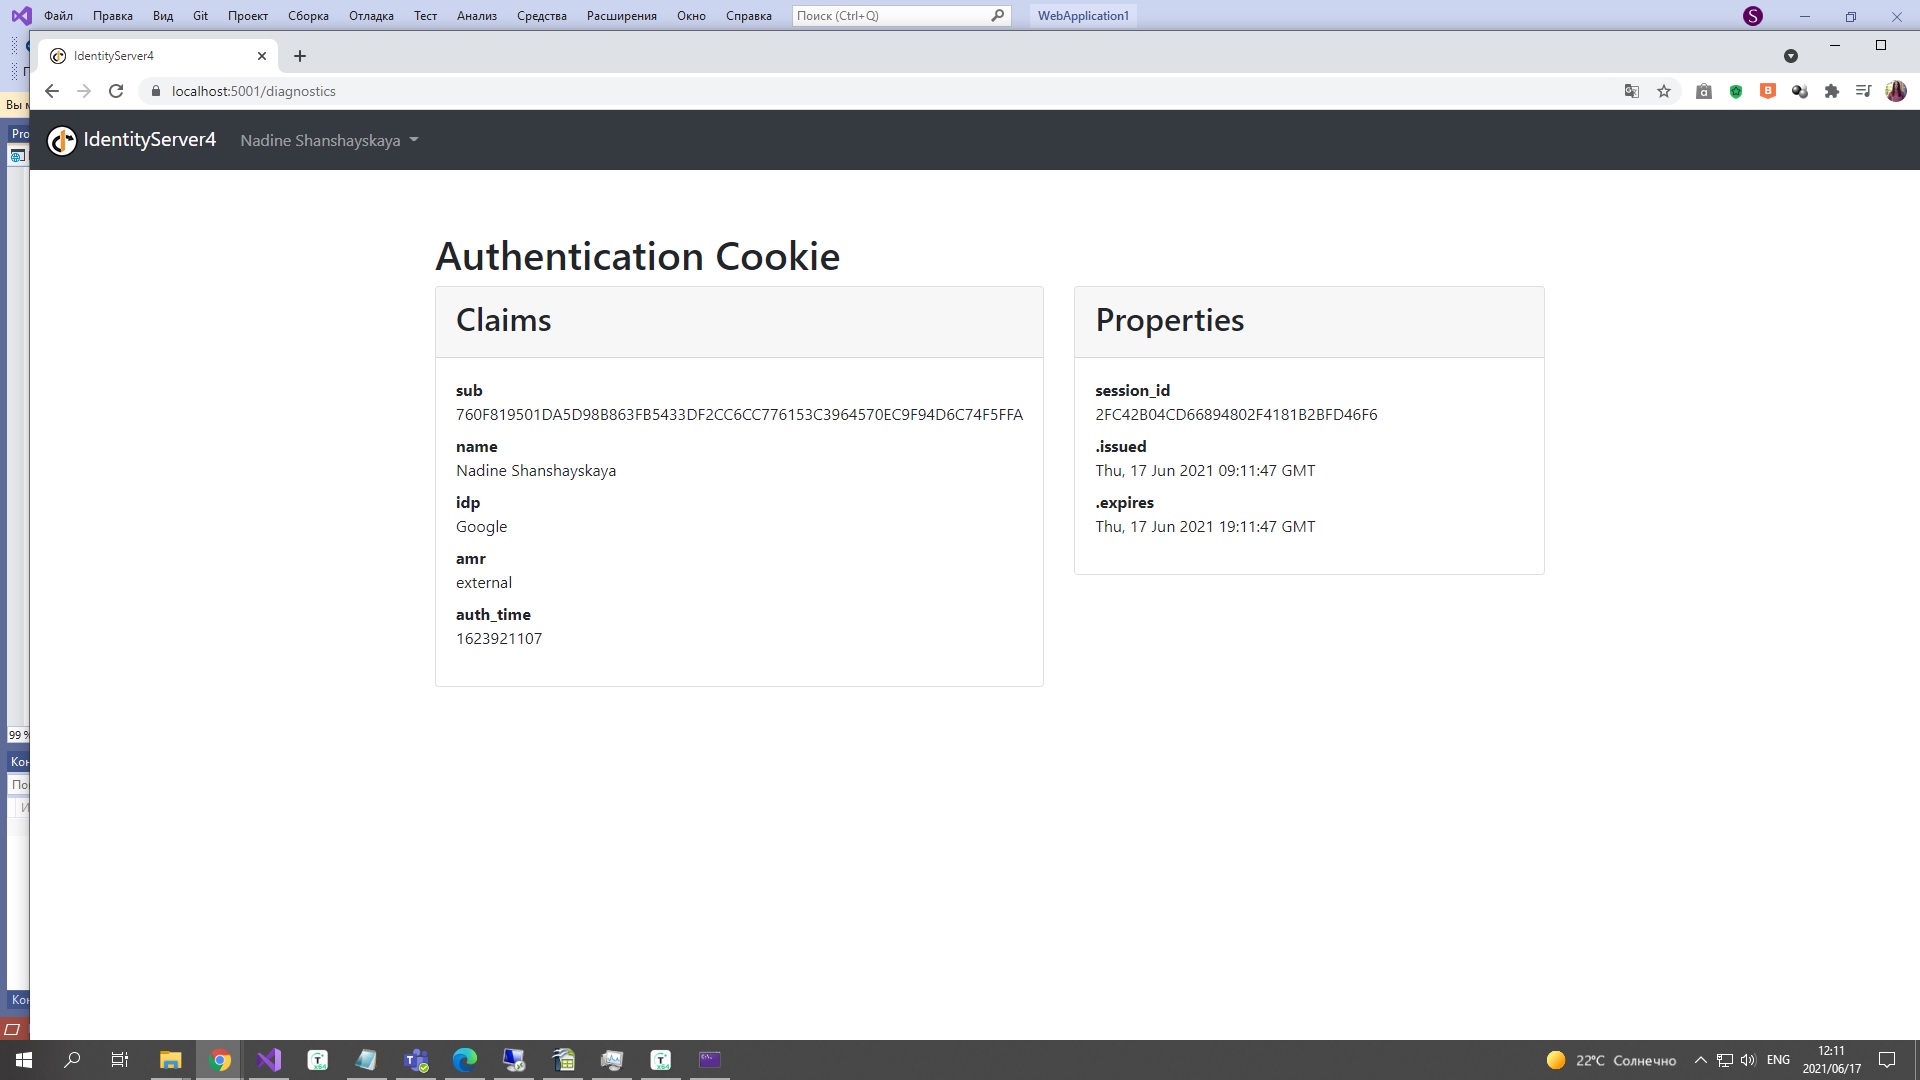 Файл Правка Вид Git Проект Сборка Отладка Тест Анализ Средства Расширения Окно Справка Поиск (Ctrl+Q) WebApplication1 S
IdentityServer4
localhost:5001/diagnostics
Вы
IdentityServer4 Nadine Shanshayskaya
Authentication Cookie
Claims
sub
760F819501DA5D98B863FB5433DF2CC6CC776153C3964570EC9F94D6C74F5FFA
name
Nadine Shanshayskaya
idp
Google
amr
external
auth_time
1623921107
Properties
session_id
2FC42B04CD66894802F4181B2BFD46F6
.issued
Thu, 17 Jun 2021 09:11:47 GMT
.expires
Thu, 17 Jun 2021 19:11:47 GMT
99 %
22°C Солнечно
ENG
12:11
2021/06/17